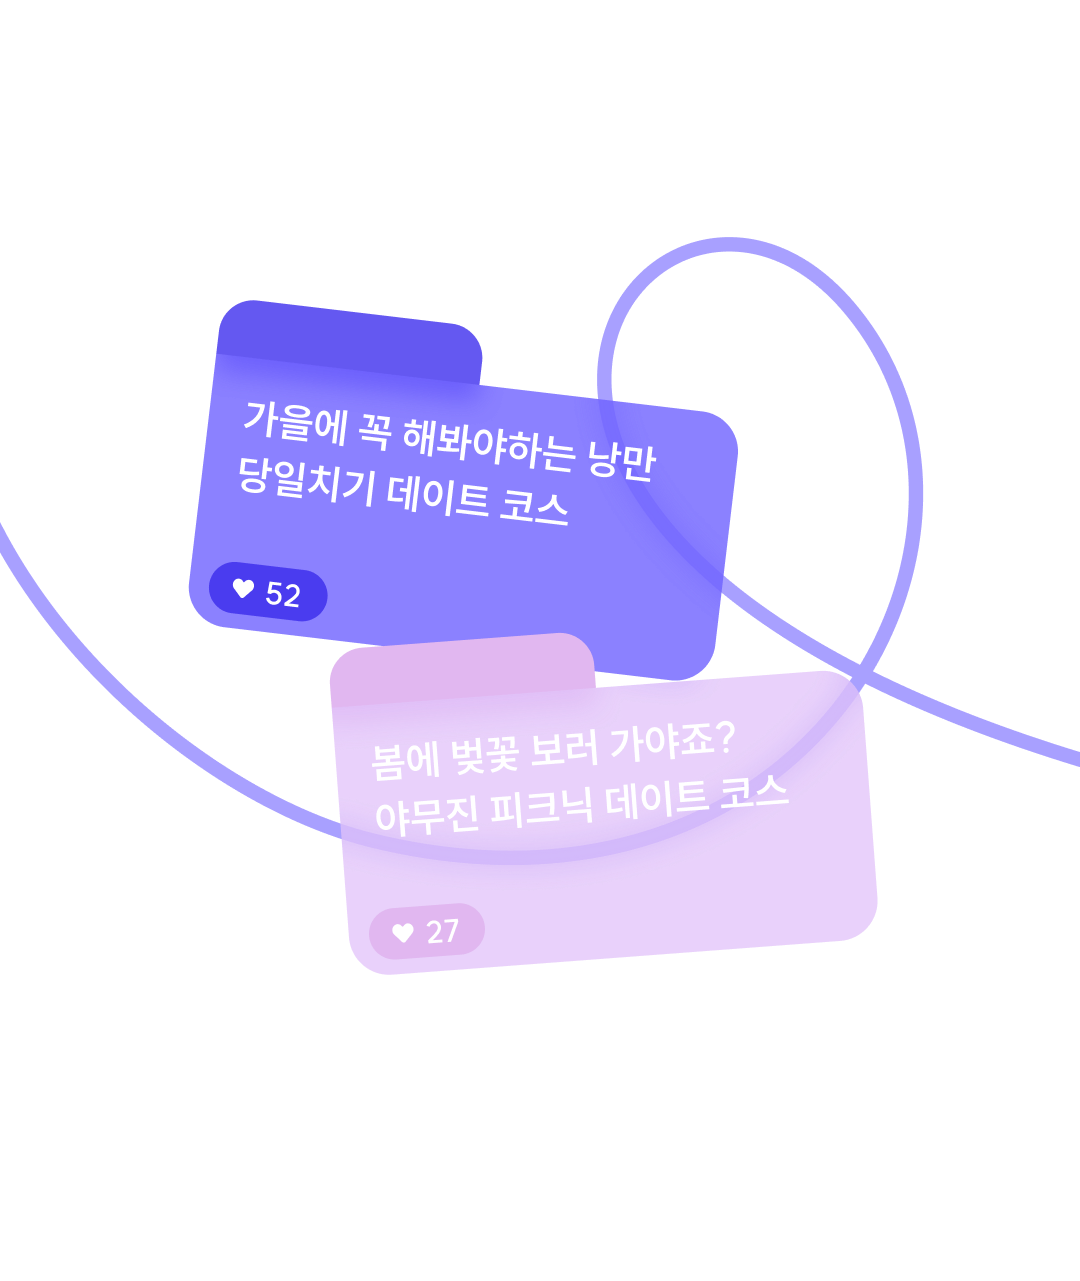 가을에 꼭 해봐야하는 낭만
당일치기 데이트 코스
52
봄에 벚꽃 보러 가야죠?
야무진 피크닉 데이트 코스
27